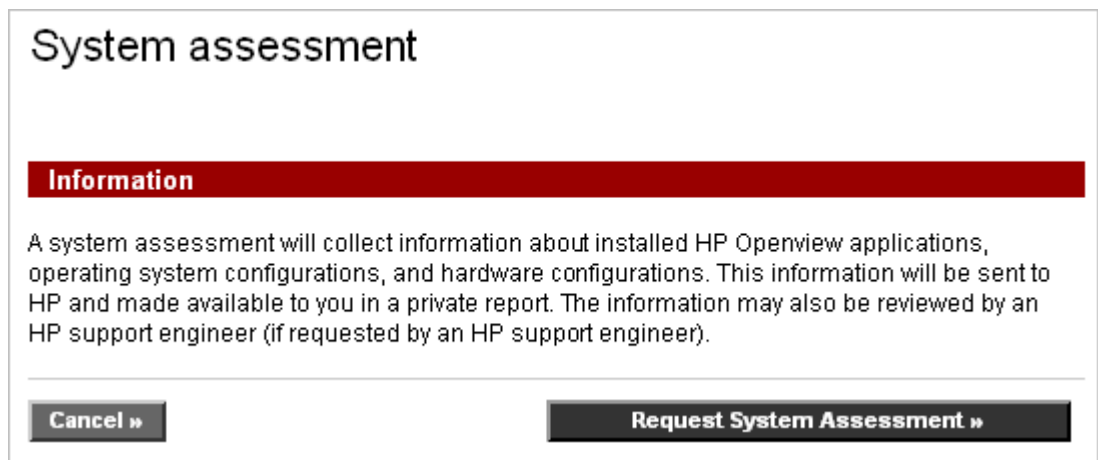 System assessment
Information
A system assessment will collect information about installed HP Openview applications,
operating system configurations, and hardware configurations. This information will be sent to
HP and made available to you in a private report. The information may also be reviewed by an
HP support engineer (if requested by an HP support engineer).
Cancel »
Request System Assessment »